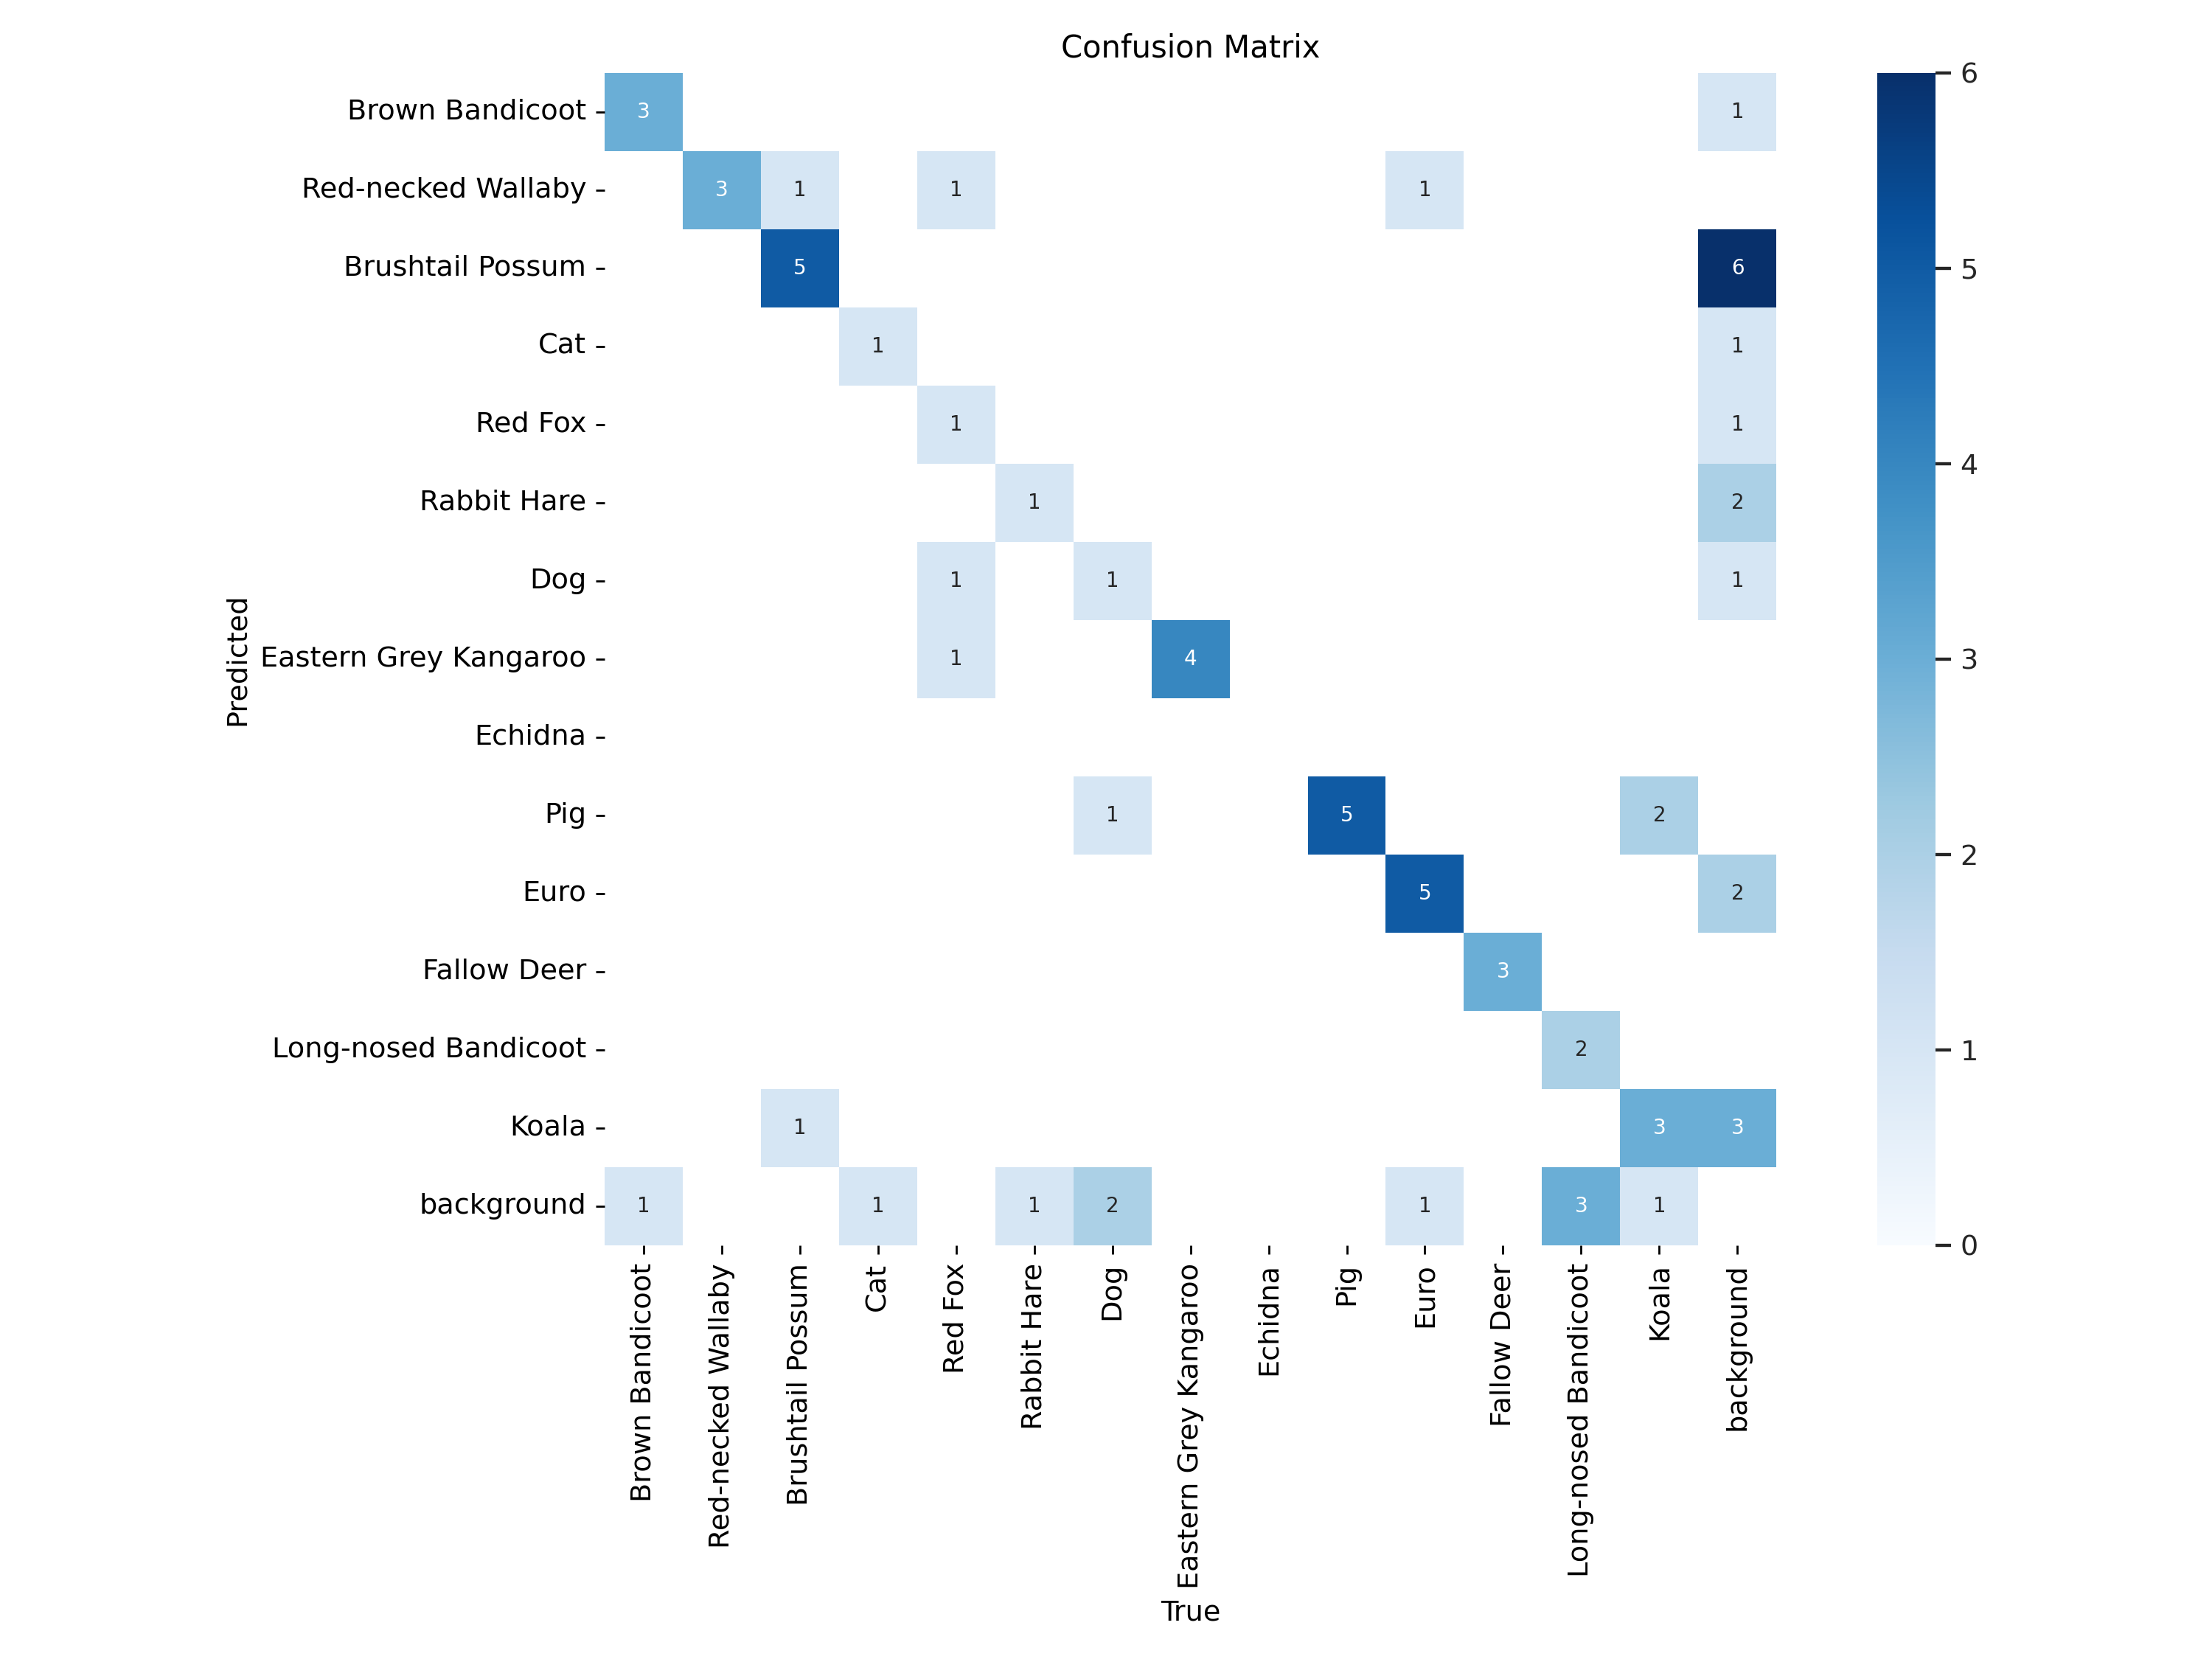 Confusion Matrix
Brown Bandicoot 3 1
Red-necked Wallaby 3 1 1 1
Brushtail Possum 5 6
Cat 1 1
Red Fox 1 1
Rabbit Hare 1 2
Dog 1 1 1
Eastern Grey Kangaroo 1 4
Echidna
Pig 1 5 2
Euro 5 2
Fallow Deer 3
Long-nosed Bandicoot 2
Koala 1 3 3
background 1 1 1 2 1 3 1
Predicted
Brown Bandicoot
Red-necked Wallaby
Brushtail Possum
Cat
Red Fox
Rabbit Hare
Dog
Eastern Grey Kangaroo
Echidna
Pig
Euro
Fallow Deer
Long-nosed Bandicoot
Koala
background
True
6
5
4
3
2
1
0